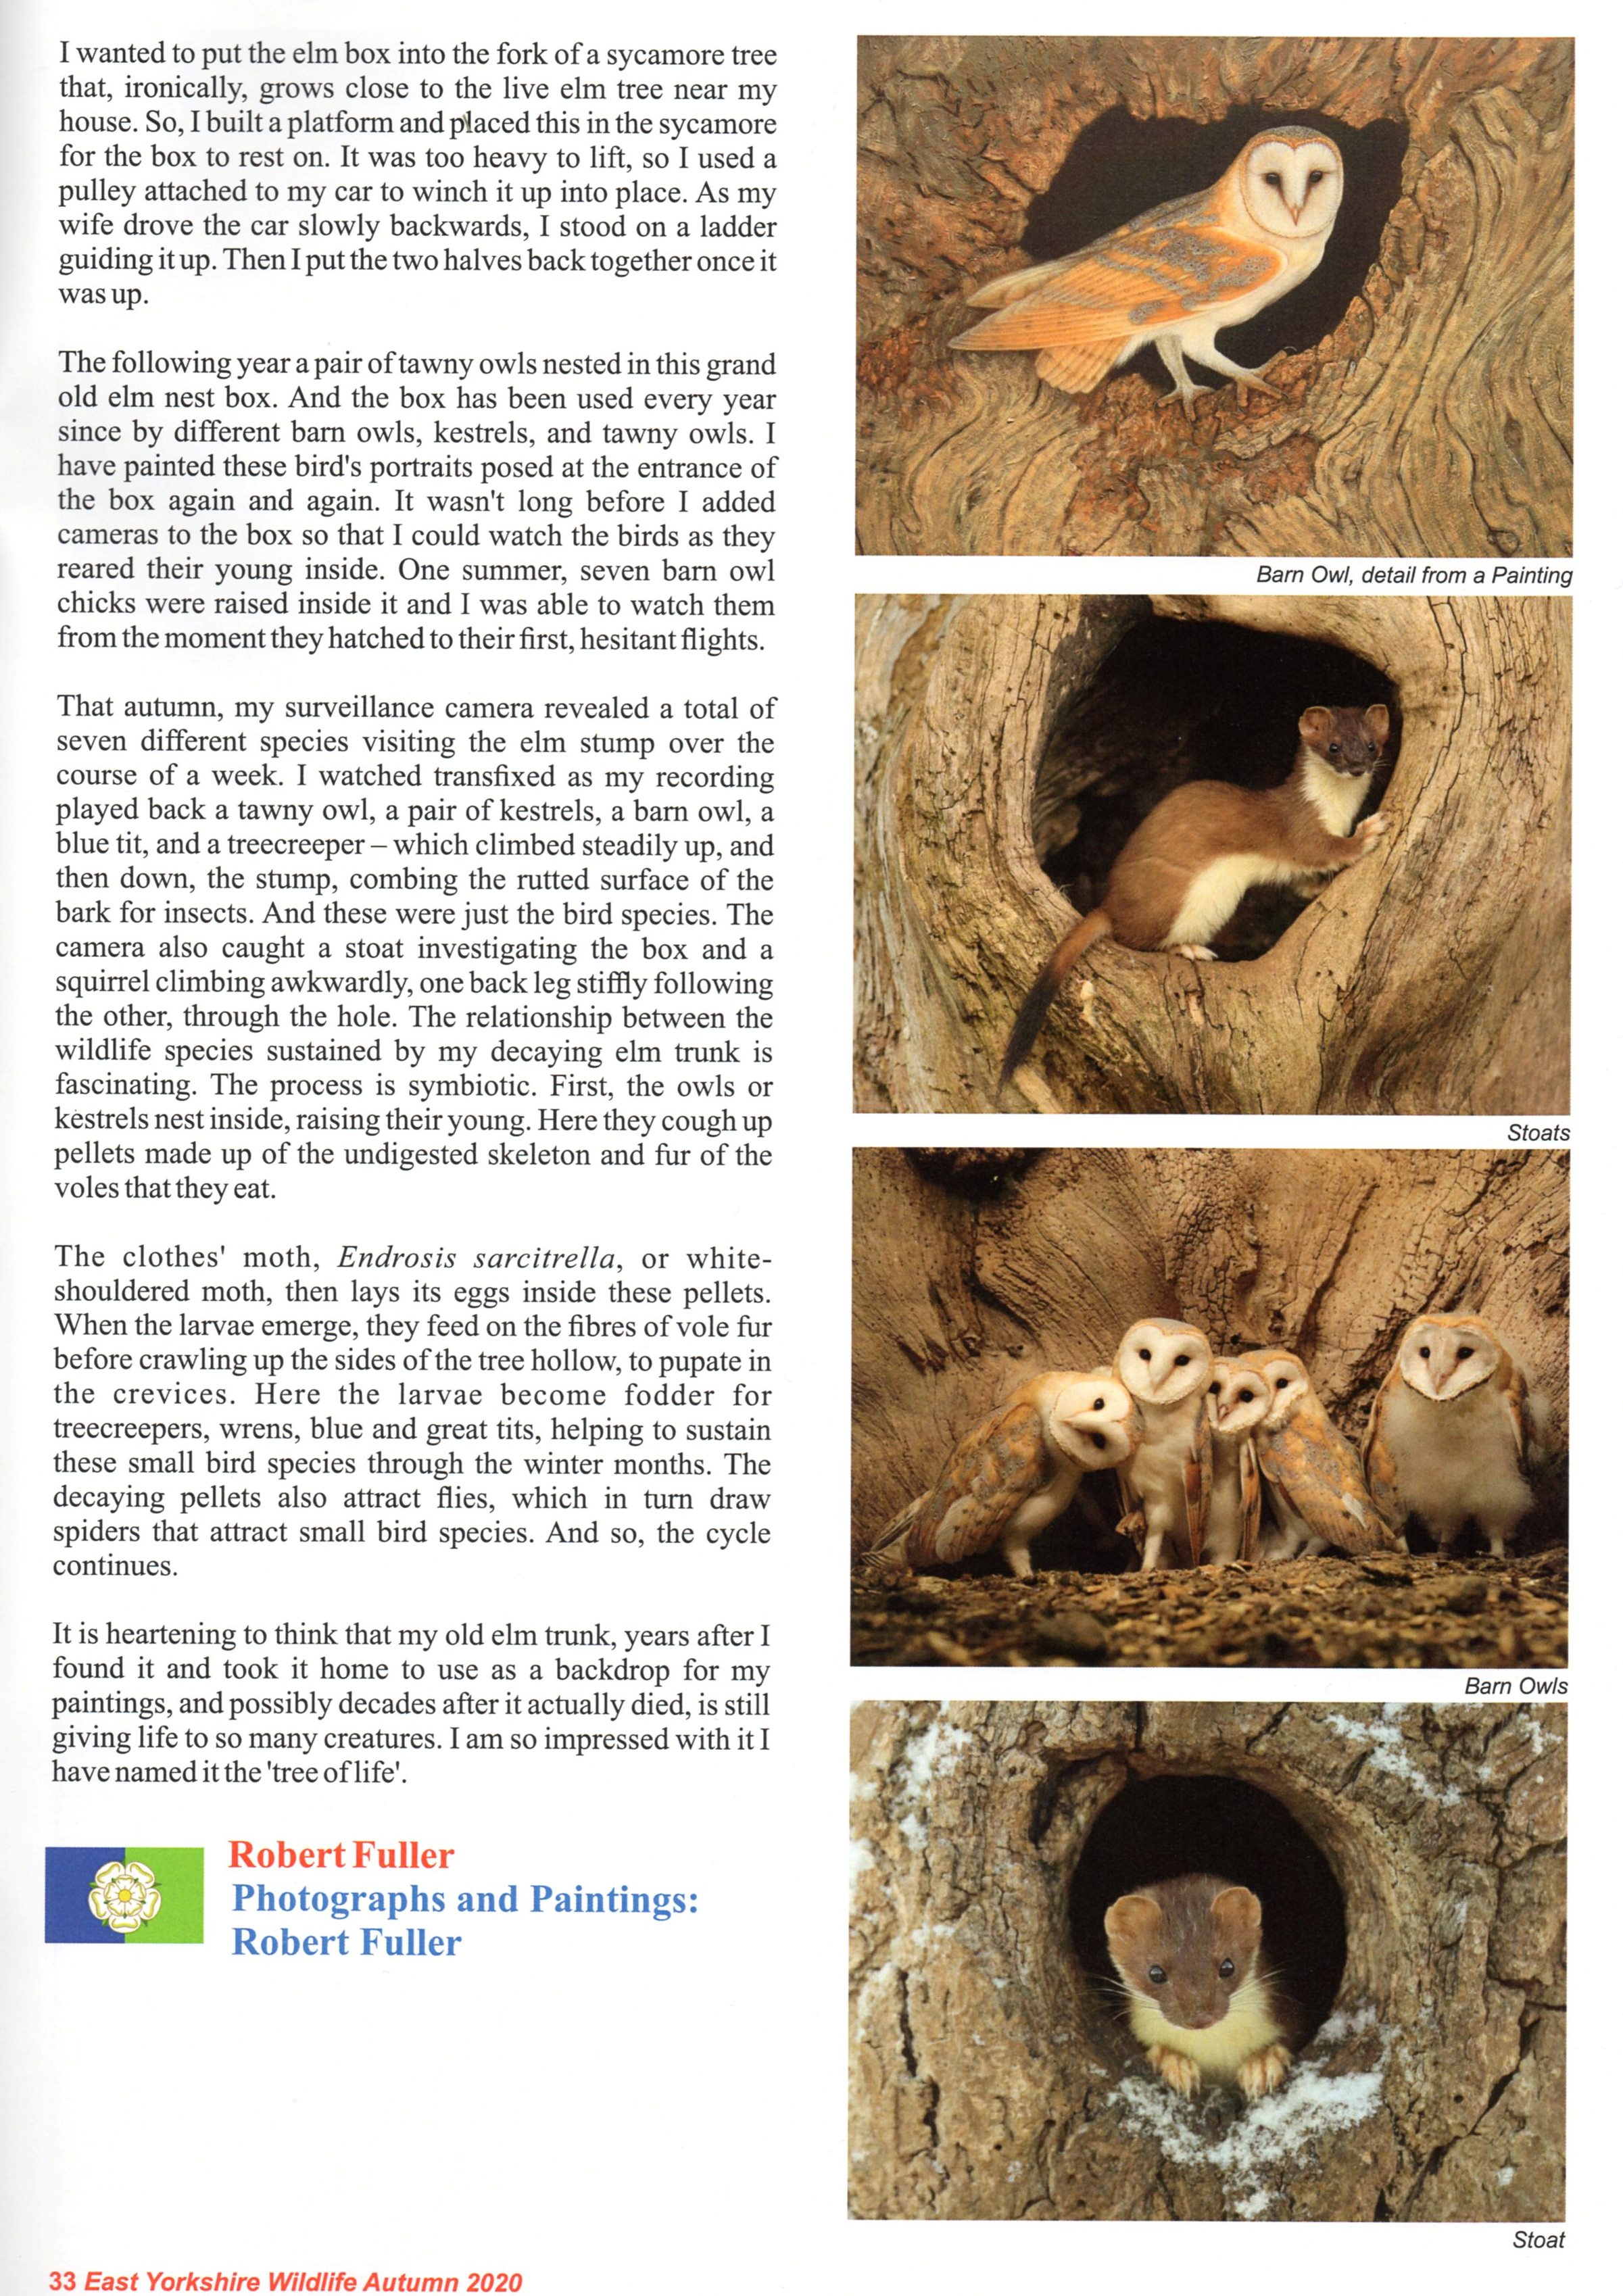 I wanted to put the elm box into the fork of a sycamore tree
that, ironically, grows close to the live elm tree near my
house. So, I built a platform and placed this in the sycamore
for the box to rest on. It was too heavy to lift, so I used a
pulley attached to my car to winch it up into place. As my
wife drove the car slowly backwards, I stood on a ladder
guiding it up. Then I put the two halves back together once it
was up.
The following year a pair of tawny owls nested in this grand
old elm nest box. And the box has been used every year
since by different barn owls, kestrels, and tawny owls. I
have painted these bird's portraits posed at the entrance of
the box again and again. It wasn't long before I added
cameras to the box so that I could watch the birds as they
reared their young inside. One summer, seven barn owl
chicks were raised inside it and I was able to watch them
from the moment they hatched to their first, hesitant flights.
That autumn, my surveillance camera revealed a total of
seven different species visiting the elm stump over the
course of a week. I watched transfixed as my recording
played back a tawny owl, a pair of kestrels, a barn owl, a
blue tit, and a treecreeper – which climbed steadily up, and
then down, the stump, combing the rutted surface of the
bark for insects. And these were just the bird species. The
camera also caught a stoat investigating the box and a
squirrel climbing awkwardly, one back leg stiffly following
the other, through the hole. The relationship between the
wildlife species sustained by my decaying elm trunk is
fascinating. The process is symbiotic. First, the owls or
kestrels nest inside, raising their young. Here they cough up
pellets made up of the undigested skeleton and fur of the
voles that they eat.
The clothes' moth, Endrosis sarcitrella, or white-
shouldered moth, then lays its eggs inside these pellets.
When the larvae emerge, they feed on the fibres of vole fur
before crawling up the sides of the tree hollow, to pupate in
the crevices. Here the larvae become fodder for
treecreepers, wrens, blue and great tits, helping to sustain
these small bird species through the winter months. The
decaying pellets also attract flies, which in turn draw
spiders that attract small bird species. And so, the cycle
continues.
It is heartening to think that my old elm trunk, years after I
found it and took it home to use as a backdrop for my
paintings, and possibly decades after it actually died, is still
giving life to so many creatures. I am so impressed with it I
have named it the 'tree of life'.
Robert Fuller
Photographs and Paintings:
Robert Fuller
Barn Owl, detail from a Painting
Stoats
Barn Owls
Stoat
33 East Yorkshire Wildlife Autumn 2020